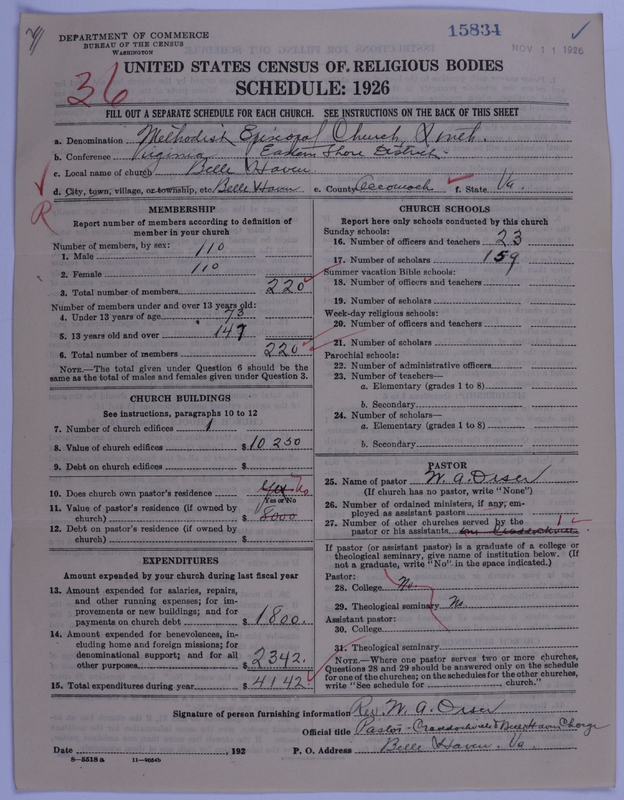 15834
NOV 11 1926
DEPARTMENT OF COMMERCE
BUREAU OF THE CENSUS
WASHINGTON
36
UNITED STATES CENSUS OF RELIGIOUS BODIES
SCHEDULE: 1926
FILL OUT A SEPARATE SCHEDULE FOR EACH CHURCH. SEE INSTRUCTIONS ON THE BACK OF THIS SHEET
a. Denomination Methodist Episcopal Church, South.
b. Conference Virginia (Eastern Shore District.
c. Local name of church Belle Haven
d. City, town, village, or township, etc. Belle Haven e. County Accomack f. State Va.
R
MEMBERSHIP
Report number of members according to definition of
member in your church
Number of members, by sex:
1. Male 110
2. Female 110
3. Total number of members 220
Number of members under and over 13 years old:
4. Under 13 years of age 73
5. 13 years old and over 147
6. Total number of members 220
NOTE.—The total given under Question 6 should be the
same as the total of males and females given under Question 3.
CHURCH BUILDINGS
See instructions, paragraphs 10 to 12
7. Number of church edifices 1
8. Value of church edifices $10250
9. Debt on church edifices $
10. Does church own pastor's residence Yes No
Yes or No
11. Value of pastor's residence (if owned by
church) $ 8000
12. Debt on pastor's residence (if owned by
church) $
EXPENDITURES
Amount expended by your church during last fiscal year
13. Amount expended for salaries, repairs,
and other running expenses; for im-
provements or new buildings; and for
payments on church debt $1800.
14. Amount expended for benevolences, in-
cluding home and foreign missions; for
denominational support; and for all
other purposes $2342.
15. Total expenditures during year $4142
CHURCH SCHOOLS
Report here only schools conducted by this church
Sunday schools:
16. Number of officers and teachers 23
17. Number of scholars 159
Summer vacation Bible schools:
18. Number of officers and teachers
19. Number of scholars
Week-day religious schools:
20. Number of officers and teachers
21. Number of scholars
Parochial schools:
22. Number of administrative officers
23. Number of teachers—
a. Elementary (grades 1 to 8)
b. Secondary
24. Number of scholars—
a. Elementary (grades 1 to 8)
b. Secondary
PASTOR
25. Name of pastor W. A. Orser
(If church has no pastor, write "None")
26. Number of ordained ministers, if any, em-
ployed as assistant pastors
27. Number of other churches served by the 1
pastor or his assistants Craddockville
If pastor (or assistant pastor) is a graduate of a college or
theological seminary, give name of institution below. (If
not a graduate, write "No" in the space indicated.)
Pastor:
28. College No.
29. Theological seminary No.
Assistant pastor:
30. College
31. Theological seminary
NOTE.—Where one pastor serves two or more churches,
Questions 28 and 29 should be answered only on the schedule
for one of the churches; on the schedules for the other churches,
write "See schedule for church."
Signature of person furnishing information Rev. W. A. Orser
Official title Pastor - Craddockville & Belle Haven Charge
Date , 192 P. O. Address Belle Haven. Va.
8—5518 a 11—9054b